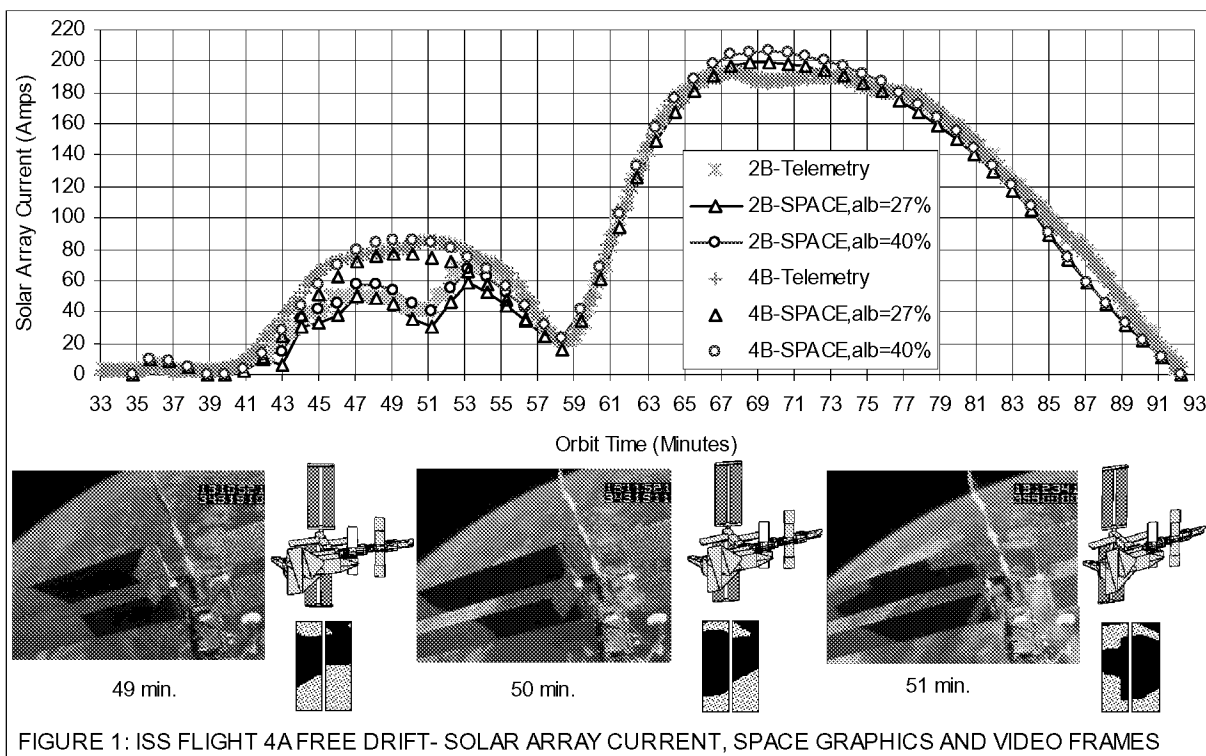 220
200
180
160
140
120
100
80
60
40
20
0
Solar Array Current (Amps)
2B-Telemetry
2B-SPACE,alb=27%
2B-SPACE,alb=40%
4B-Telemetry
4B-SPACE,alb=27%
4B-SPACE,alb=40%
33 35 37 39 41 43 45 47 49 51 53 55 57 59 61 63 65 67 69 71 73 75 77 79 81 83 85 87 89 91 93
Orbit Time (Minutes)
49 min.
50 min.
51 min.
FIGURE 1: ISS FLIGHT 4A FREE DRIFT- SOLAR ARRAY CURRENT, SPACE GRAPHICS AND VIDEO FRAMES